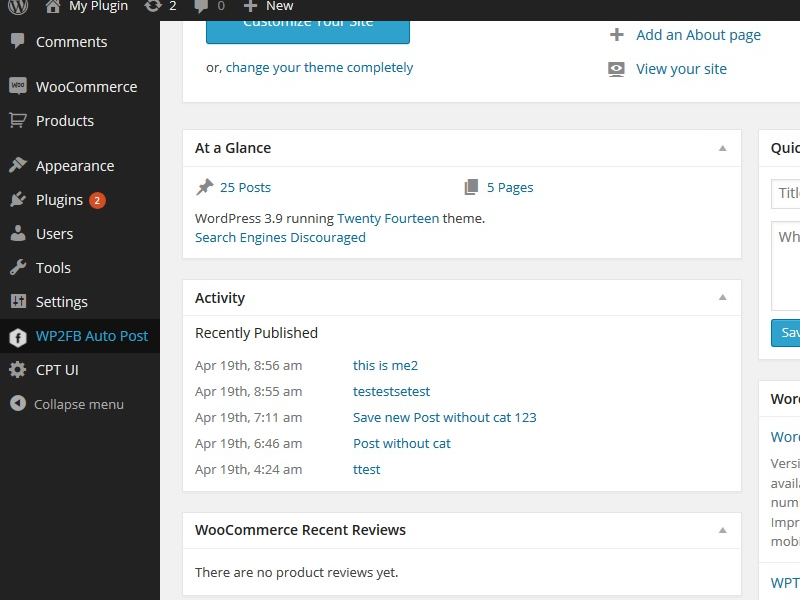 My Plugin 2 0 New
Comments
WooCommerce
Products
Appearance
Plugins 2
Users
Tools
Settings
WP2FB Auto Post
CPT UI
Collapse menu
Customize Your Site
or, change your theme completely
Add an About page
View your site
At a Glance
25 Posts
5 Pages
WordPress 3.9 running Twenty Fourteen theme.
Search Engines Discouraged
Activity
Recently Published
Apr 19th, 8:56 am this is me2
Apr 19th, 8:55 am testestsetest
Apr 19th, 7:11 am Save new Post without cat 123
Apr 19th, 6:46 am Post without cat
Apr 19th, 4:24 am ttest
WooCommerce Recent Reviews
There are no product reviews yet.
Quic
Title
Wh
Sav
Word
Word
Versi
availa
num
Impr
mobi
WPT